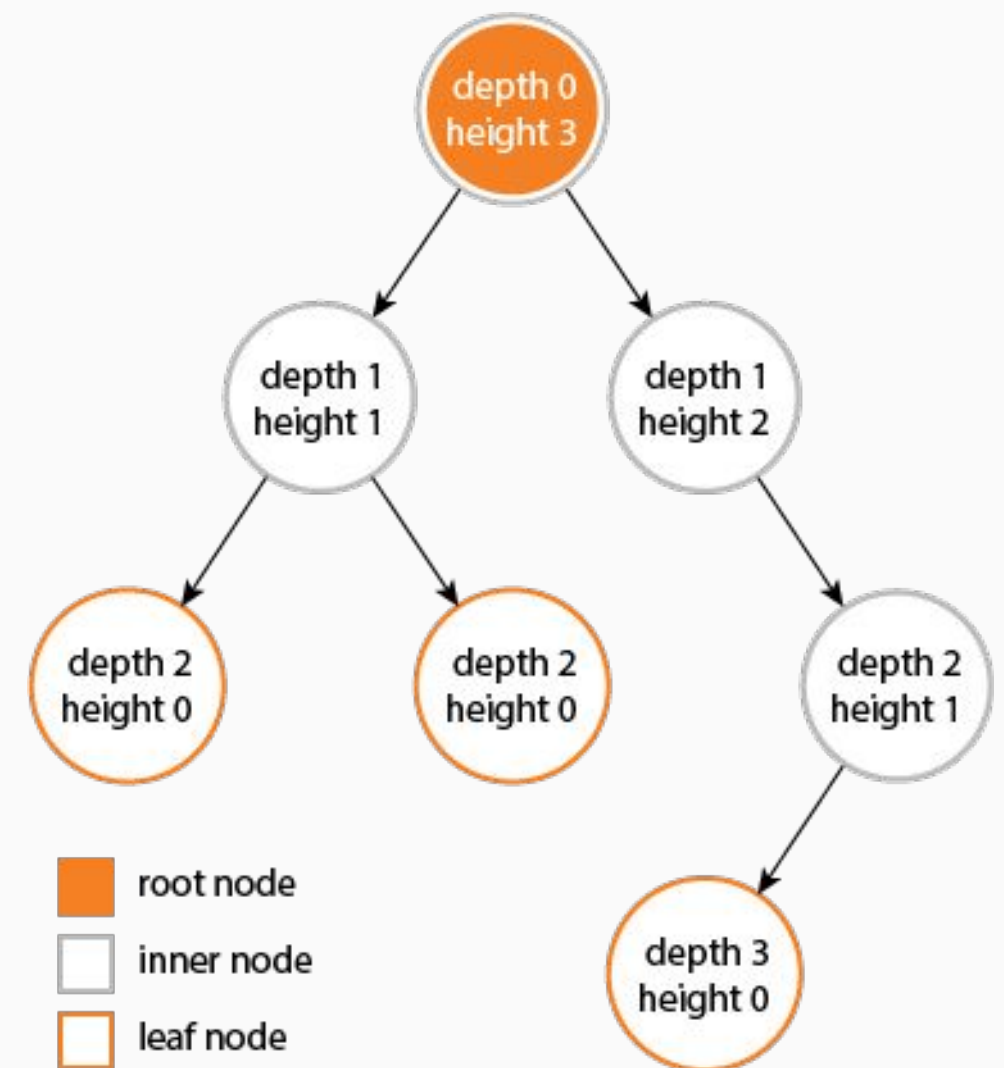 depth 0
height 3
depth 1
height 1
depth 1
height 2
depth 2
height 0
depth 2
height 0
depth 2
height 1
depth 3
height 0
root node
inner node
leaf node